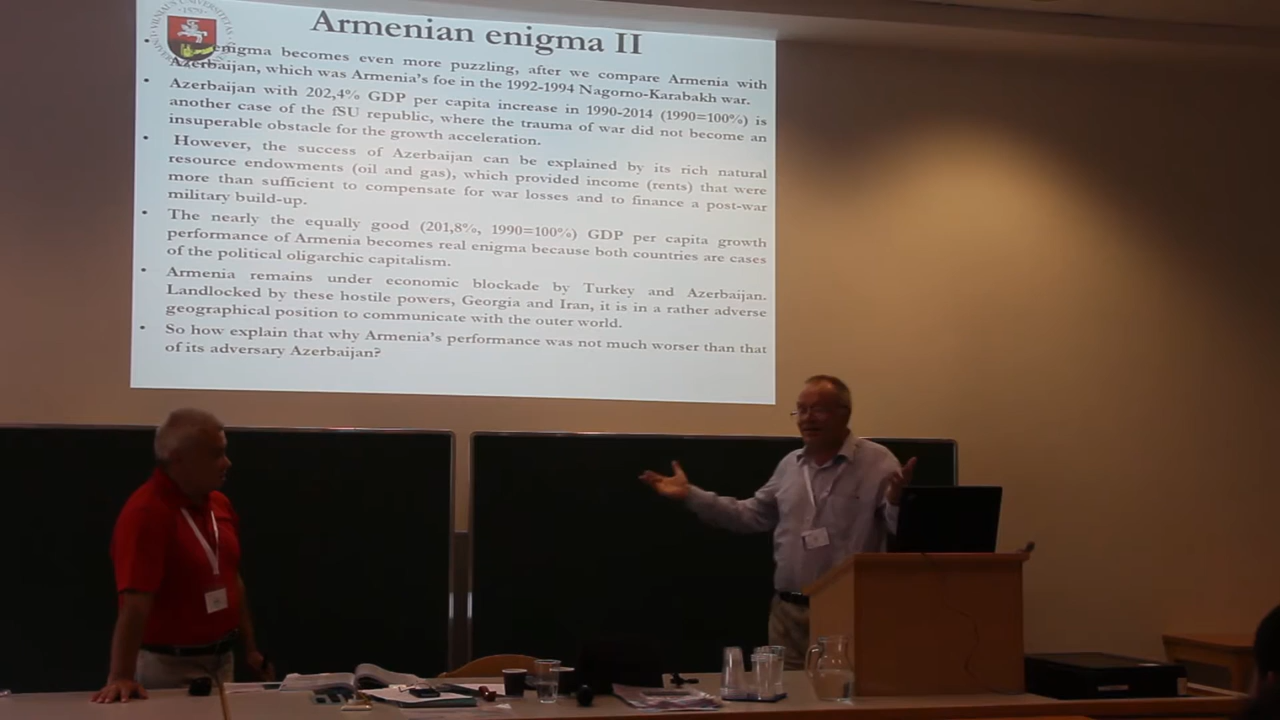 Armenian enigma II
enigma becomes even more puzzling, after we compare Armenia with
Azerbaijan, which was Armenia's foe in the 1992-1994 Nagorno-Karabakh war.
Azerbaijan with 202,4% GDP per capita increase in 1990-2014 (1990=100%) is
another case of the fSU republic, where the trauma of war did not become an
insuperable obstacle for the growth acceleration.
However, the success of Azerbaijan can be explained by its rich natural
resource endowments (oil and gas), which provided income (rents) that were
more than sufficient to compensate for war losses and to finance a post-war
military build-up.
The nearly the equally good (201,8%, 1990=100%) GDP per capita growth
performance of Armenia becomes real enigma because both countries are cases
of the political oligarchic capitalism.
Armenia remains under economic blockade by Turkey and Azerbaijan.
Landlocked by these hostile powers, Georgia and Iran, it is in a rather adverse
geographical position to communicate with the outer world.
So how explain that why Armenia's performance was not much worser than that
of its adversary Azerbaijan?